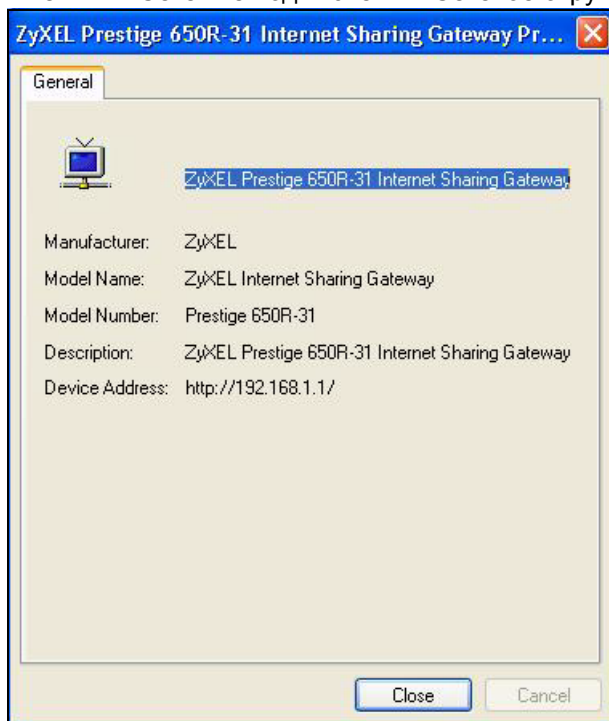 ZyXEL Prestige 650R-31 Internet Sharing Gateway Pr...
General
ZyXEL Prestige 650R-31 Internet Sharing Gateway
Manufacturer: ZyXEL
Model Name: ZyXEL Internet Sharing Gateway
Model Number: Prestige 650R-31
Description: ZyXEL Prestige 650R-31 Internet Sharing Gateway
Device Address: http://192.168.1.1/
Close Cancel